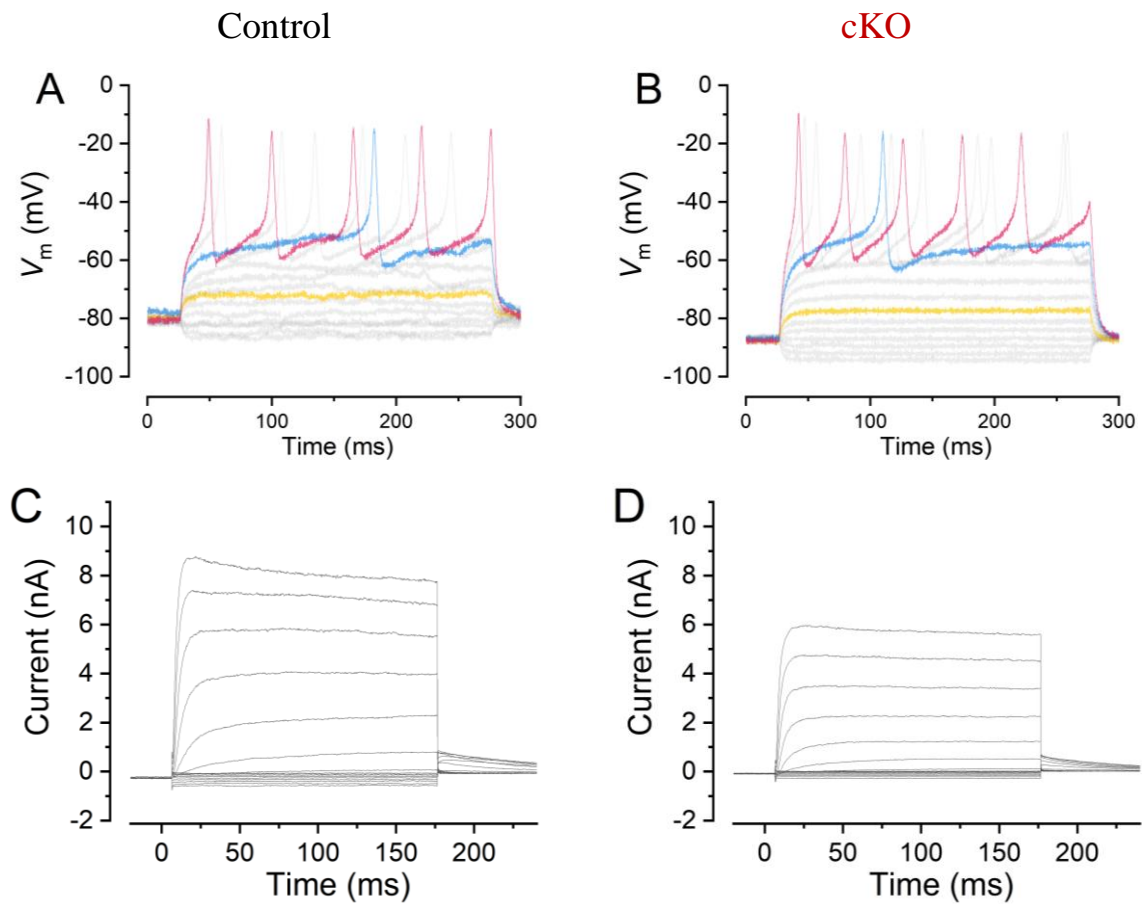 Control cKO
A B
0 0
-20 -20
-40 -40
-60 -60
-80 -80
-100 -100
Vm (mV) Vm (mV)
0 100 200 300 0 100 200 300
Time (ms) Time (ms)
C D
10 10
8 8
6 6
4 4
2 2
0 0
-2 -2
Current (nA) Current (nA)
0 50 100 150 200 0 50 100 150 200
Time (ms) Time (ms)